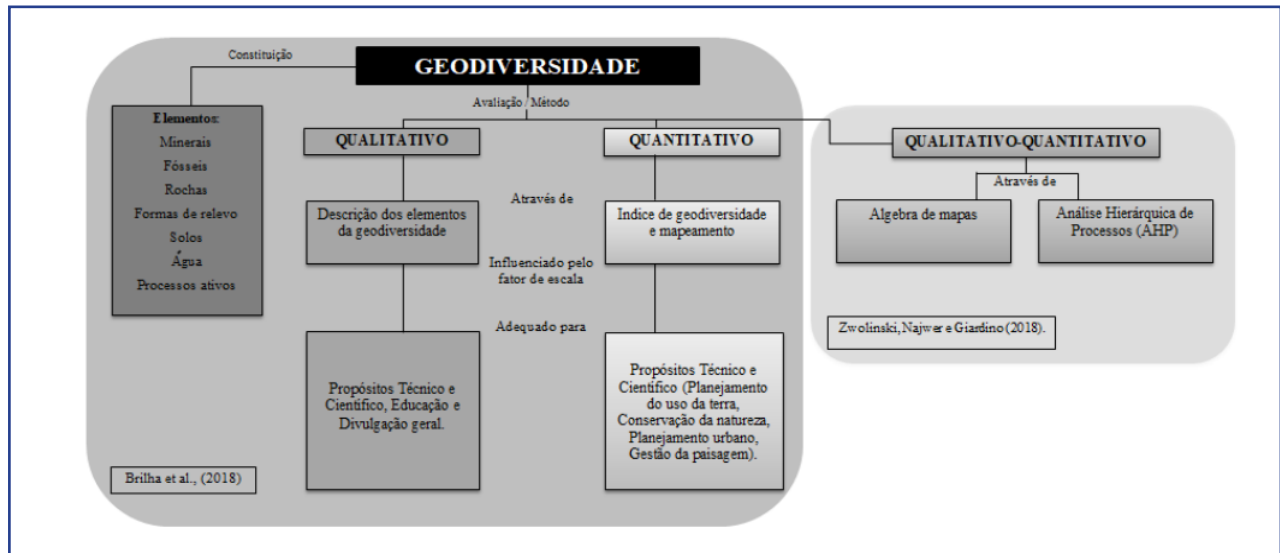 Constituição
GEODIVERSIDADE
Avaliação / Método
Elementos:
Minerais
Fósseis
Rochas
Formas de relevo
Solos
Água
Processos ativos
QUALITATIVO
QUANTITATIVO
QUALITATIVO-QUANTITATIVO
Através de
Descrição dos elementos
da geodiversidade
Através de
Indice de geodiversidade
e mapeamento
Algebra de mapas
Análise Hierárquica de
Processos (AHP)
Influenciado pelo
fator de escala
Adequado para
Propósitos Técnico e
Científico, Educação e
Divulgação geral.
Propósitos Técnico e
Científico (Planejamento
do uso da terra,
Conservação da natureza,
Planejamento urbano,
Gestão da paisagem).
Brilha et al., (2018)
Zwolinski, Najwer e Giardino (2018).